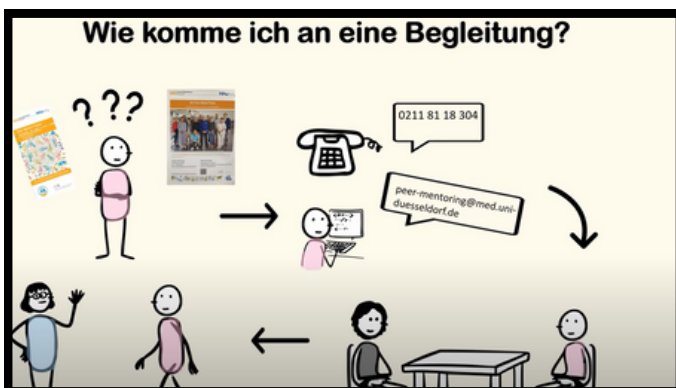 Wie komme ich an eine Begleitung?
? ? ?
0211 81 18 304
peer-mentoring@med.uni-
duesseldorf.de